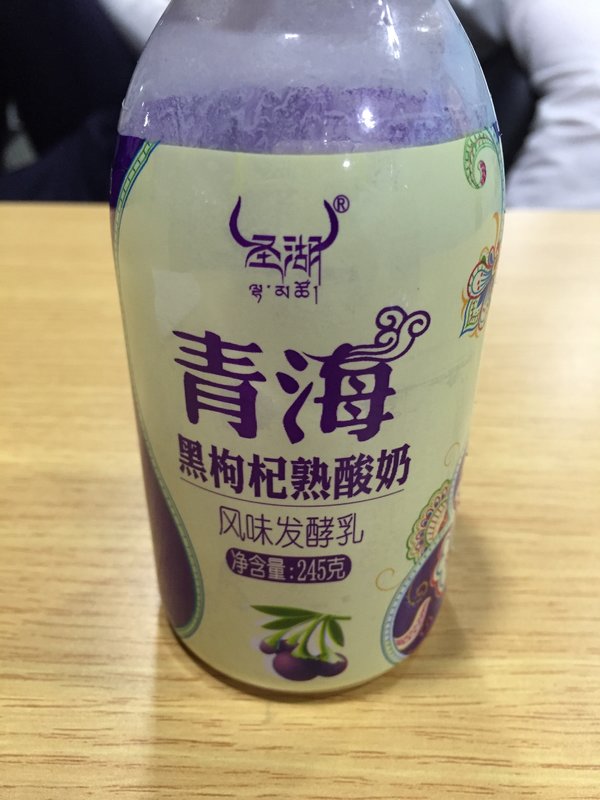 圣湖®
青海
黑枸杞熟酸奶
风味发酵乳
净含量:245克